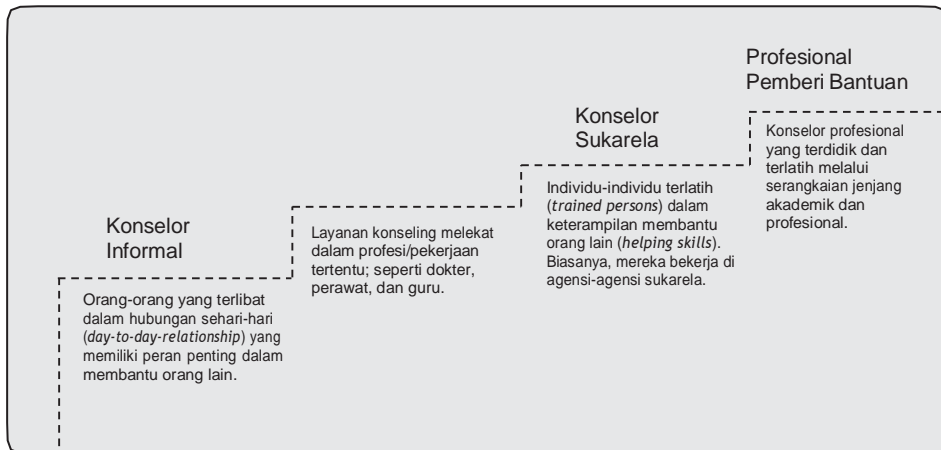 Konselor
Informal
Orang-orang yang terlibat
dalam hubungan sehari-hari
(day-to-day-relationship) yang
memiliki peran penting dalam
membantu orang lain.
Layanan konseling melekat
dalam profesi/pekerjaan
tertentu; seperti dokter,
perawat, dan guru.
Konselor
Sukarela
Individu-individu terlatih
(trained persons) dalam
keterampilan membantu
orang lain (helping skills).
Biasanya, mereka bekerja di
agensi-agensi sukarela.
Profesional
Pemberi Bantuan
Konselor profesional
yang terdidik dan
terlatih melalui
serangkaian jenjang
akademik dan
profesional.